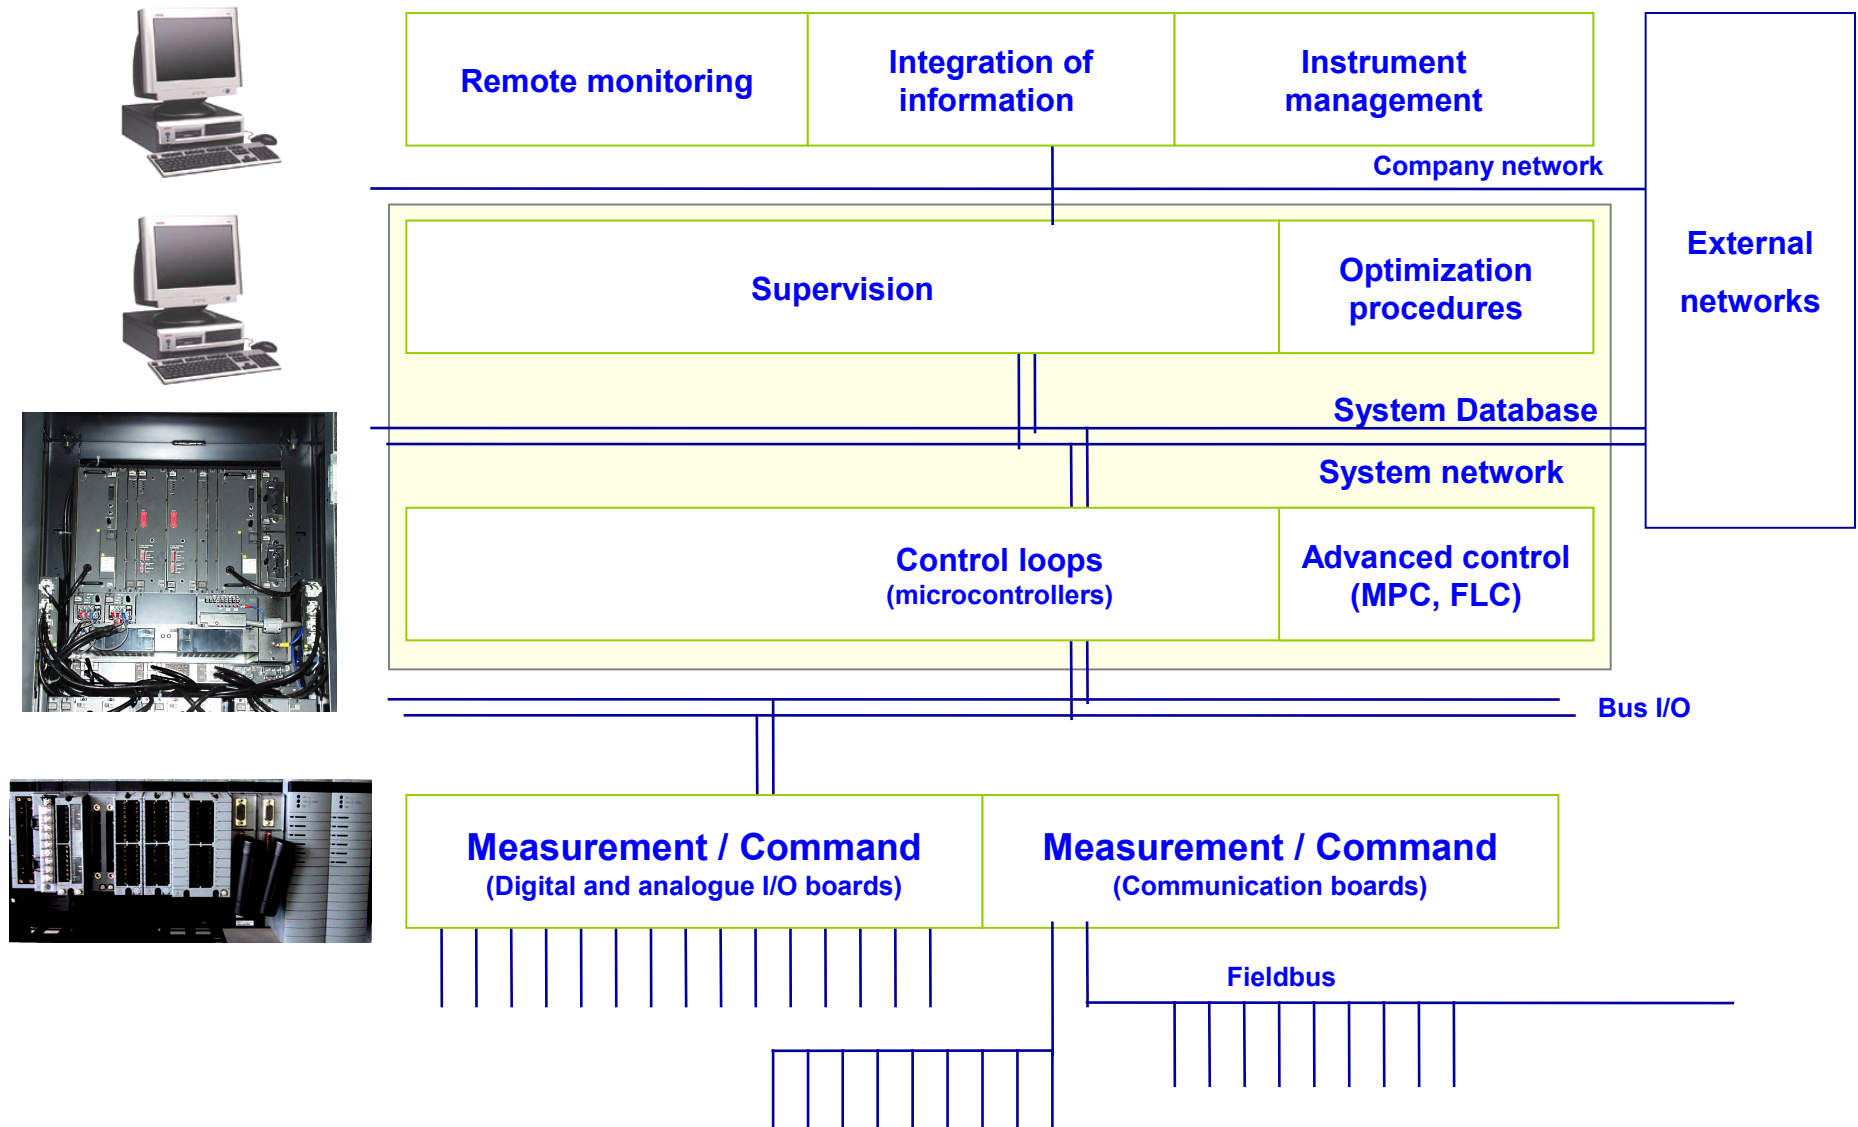 Remote monitoring
Integration of
information
Instrument
management
Company network
External
networks
Supervision
Optimization
procedures
System Database
System network
Control loops
(microcontrollers)
Advanced control
(MPC, FLC)
Bus I/O
Measurement / Command
(Digital and analogue I/O boards)
Measurement / Command
(Communication boards)
Fieldbus